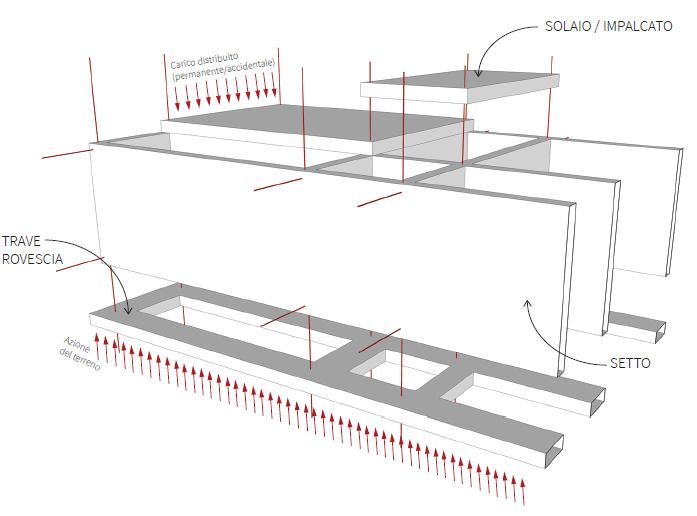 SOLAIO / IMPALCATO
Carico distribuito
(permanente/accidentale)
TRAVE
ROVESCIA
Azione
del terreno
SETTO